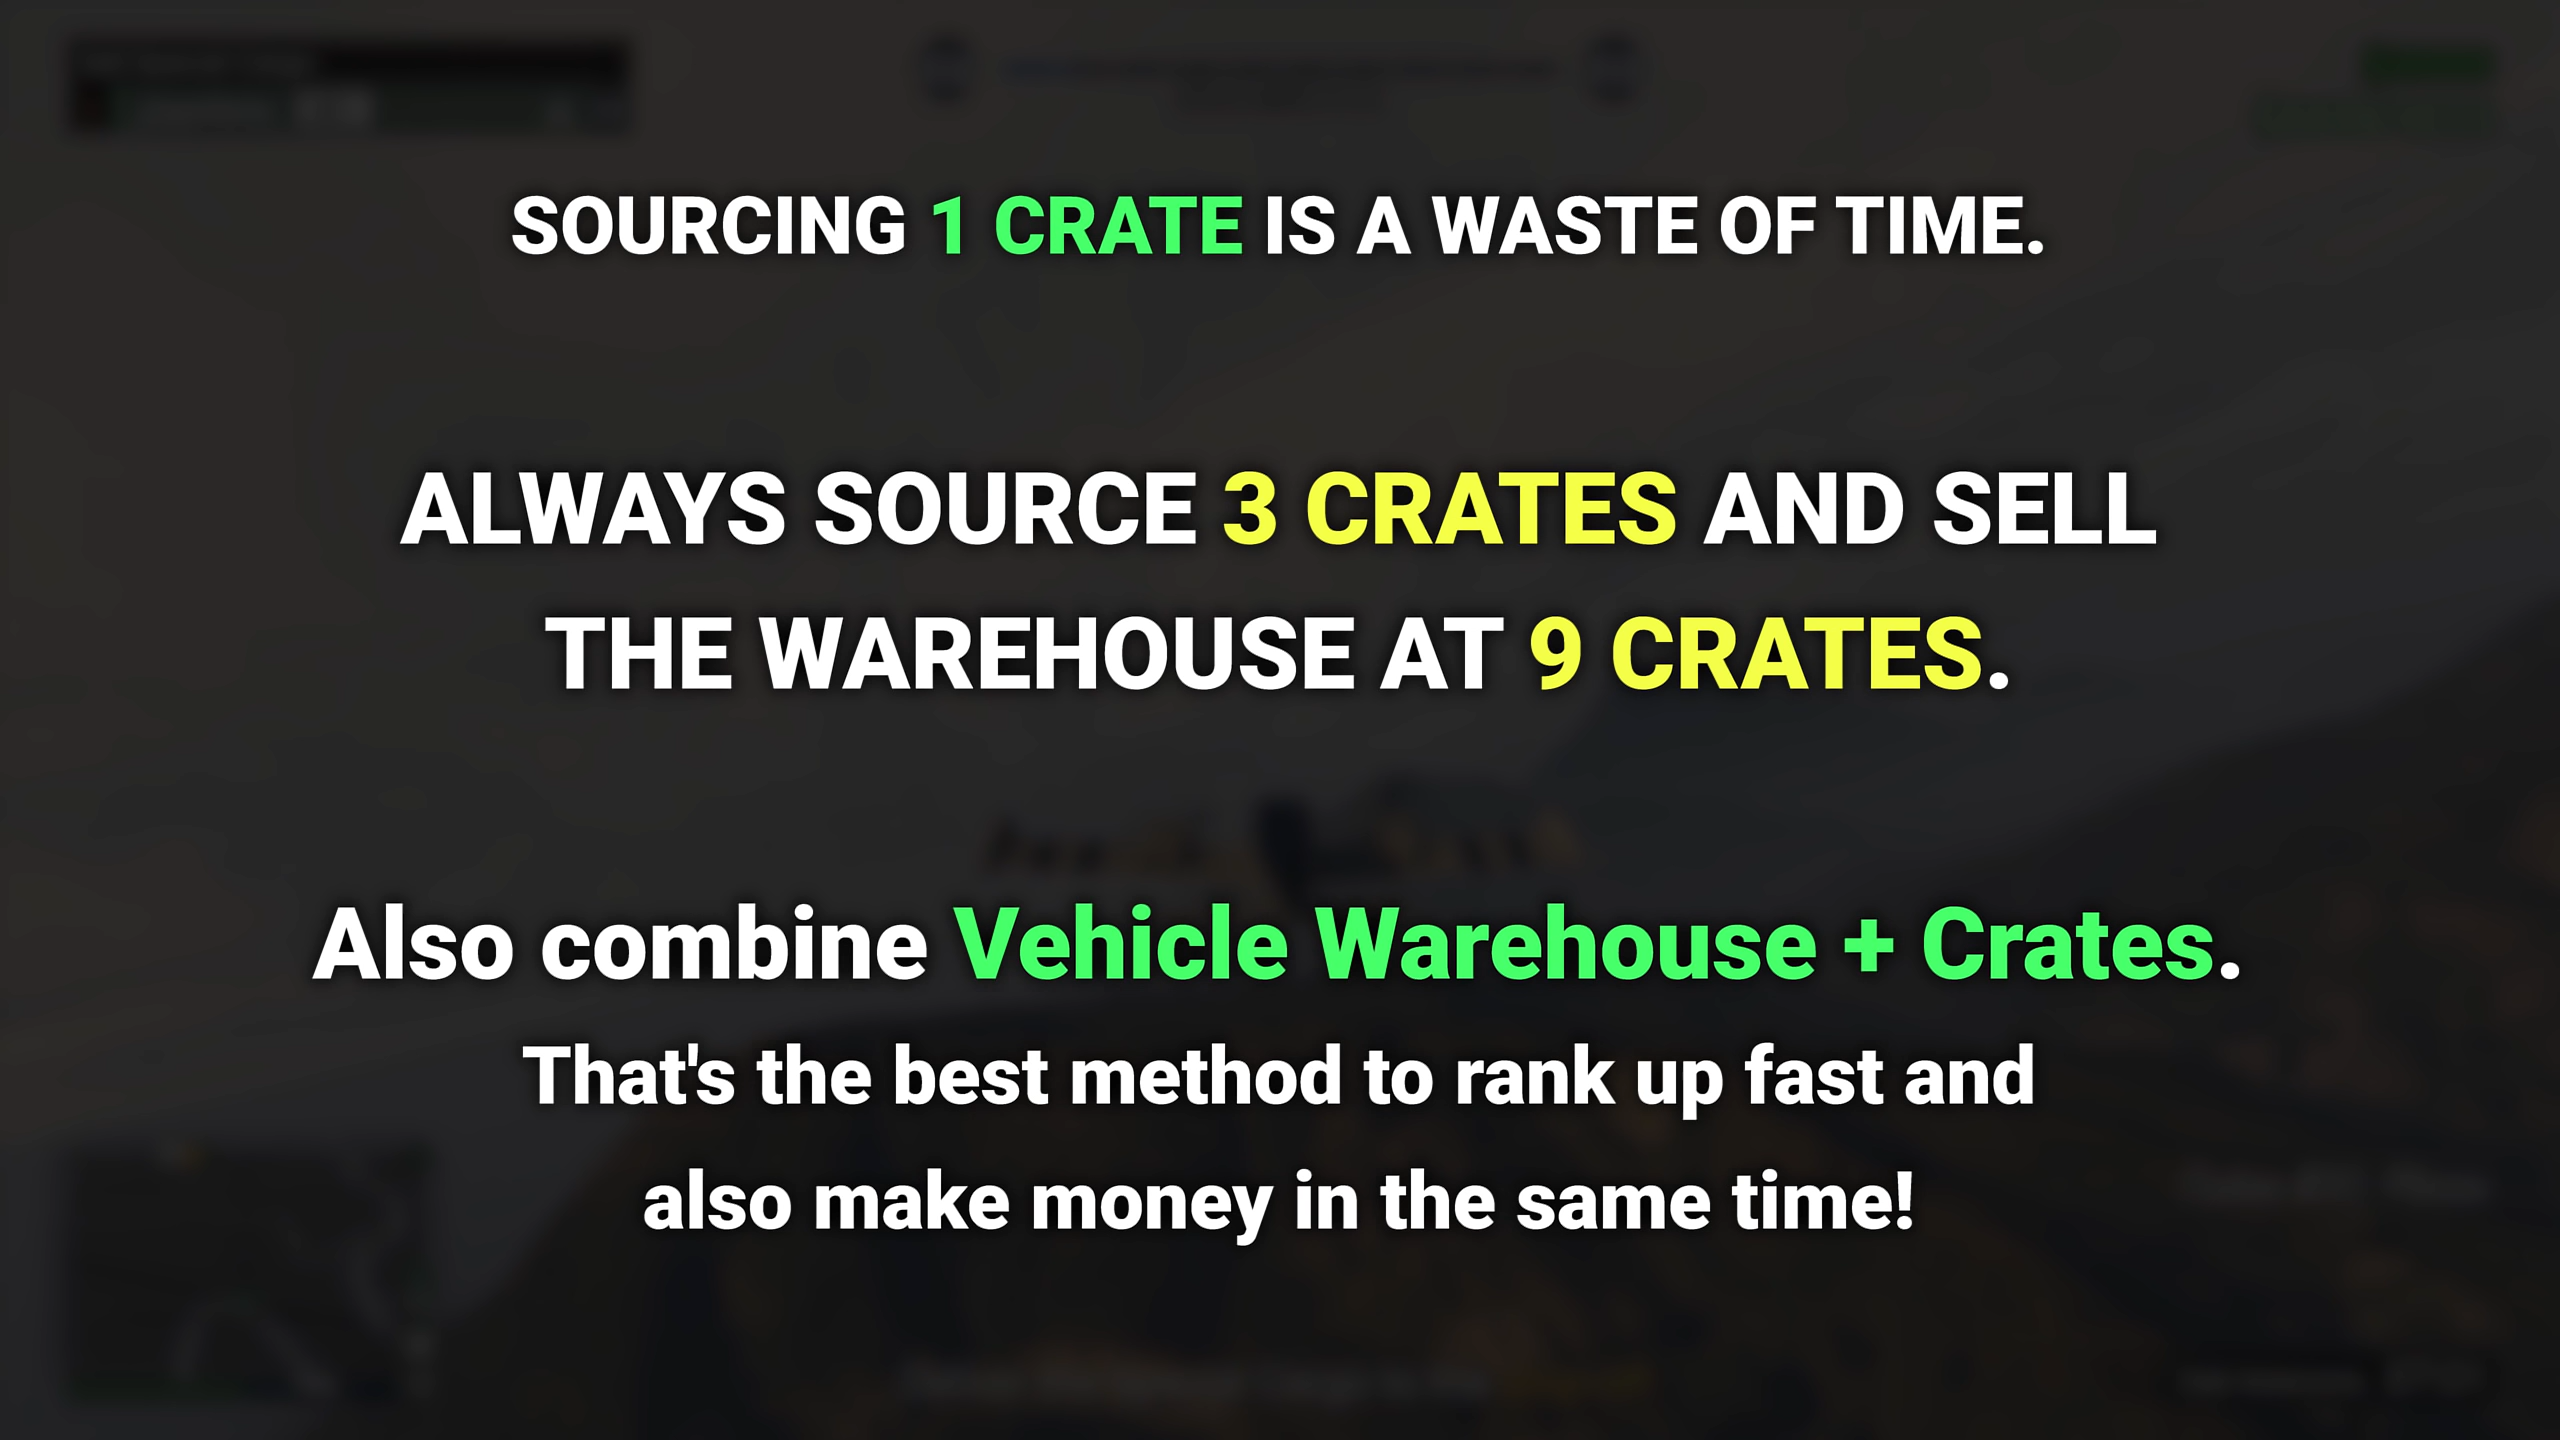 SOURCING 1 CRATE IS A WASTE OF TIME.
ALWAYS SOURCE 3 CRATES AND SELL
THE WAREHOUSE AT 9 CRATES.
Also combine Vehicle Warehouse + Crates.
That's the best method to rank up fast and
also make money in the same time!